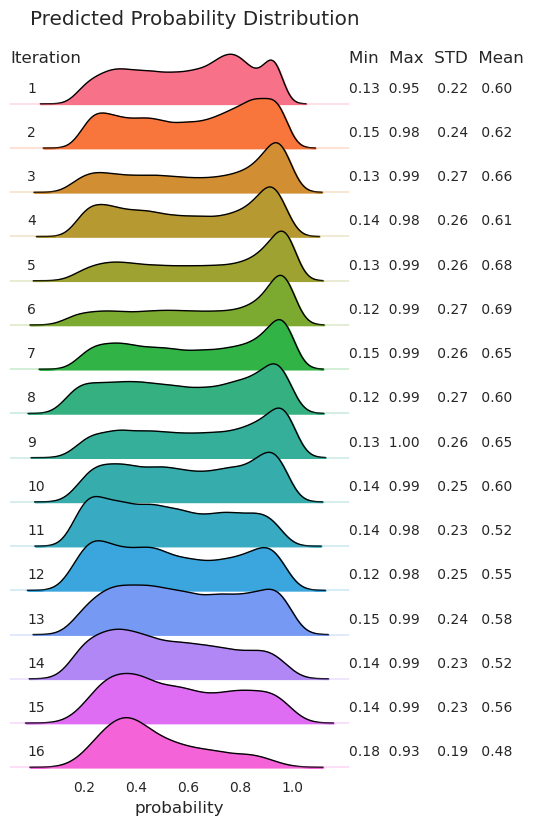 Predicted Probability Distribution
Iteration Min Max STD Mean
1 0.13 0.95 0.22 0.60
2 0.15 0.98 0.24 0.62
3 0.13 0.99 0.27 0.66
4 0.14 0.98 0.26 0.61
5 0.13 0.99 0.26 0.68
6 0.12 0.99 0.27 0.69
7 0.15 0.99 0.26 0.65
8 0.12 0.99 0.27 0.60
9 0.13 1.00 0.26 0.65
10 0.14 0.99 0.25 0.60
11 0.14 0.98 0.23 0.52
12 0.12 0.98 0.25 0.55
13 0.15 0.99 0.24 0.58
14 0.14 0.99 0.23 0.52
15 0.14 0.99 0.23 0.56
16 0.18 0.93 0.19 0.48
0.2 0.4 0.6 0.8 1.0
probability